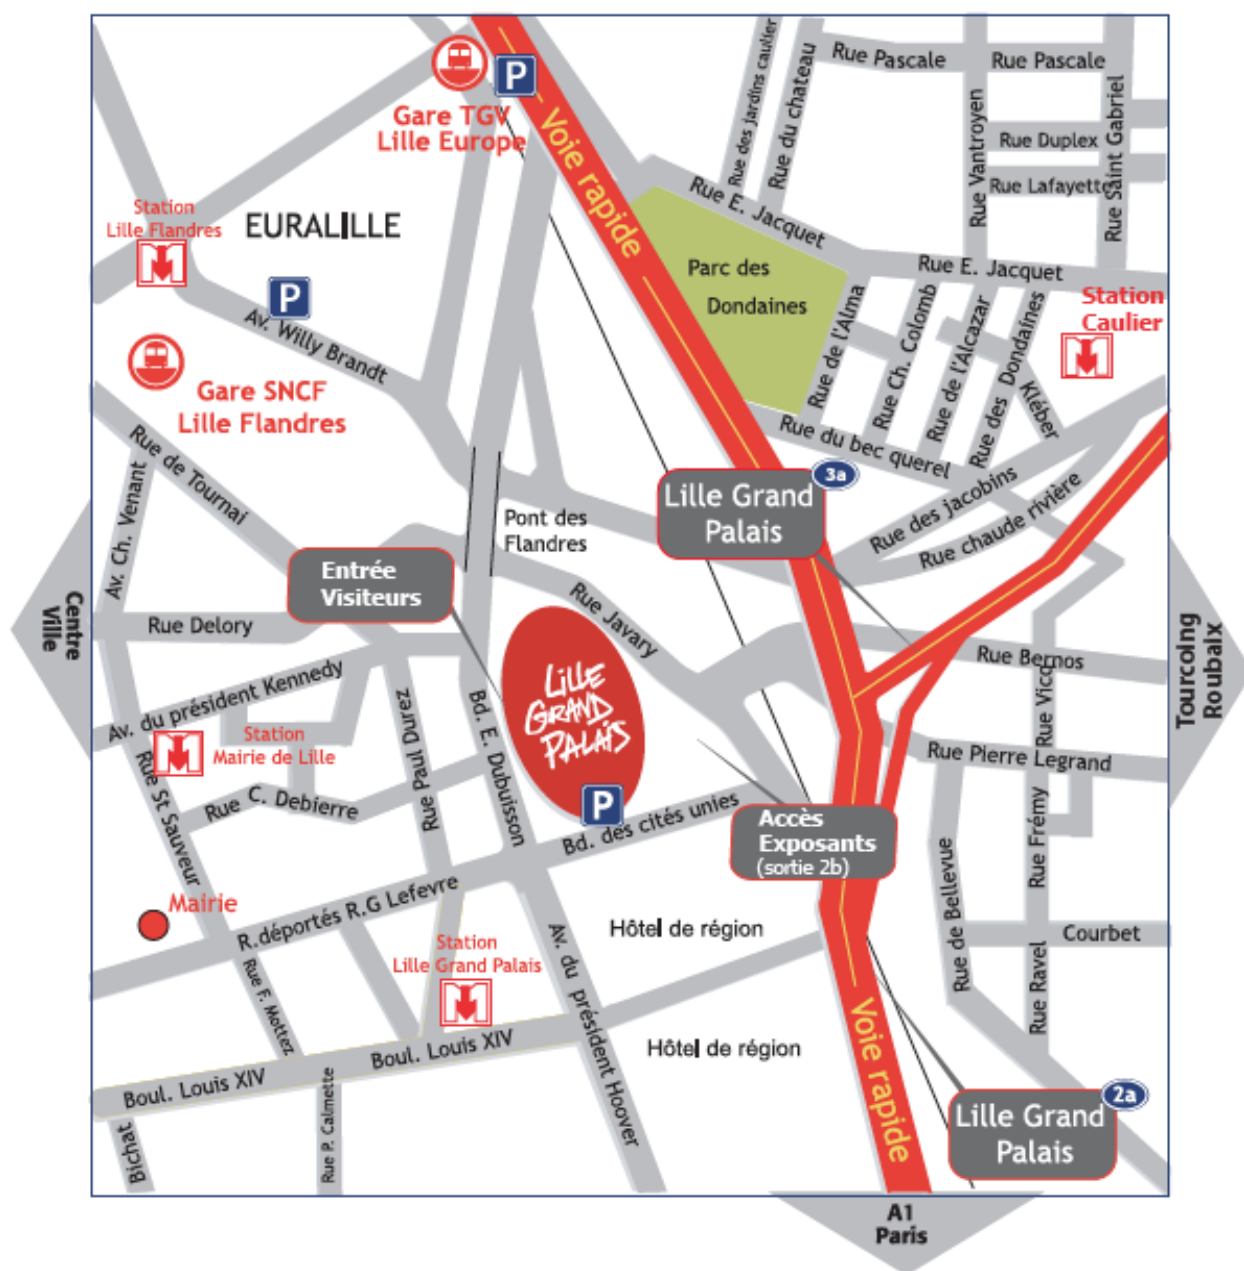 Rue Pascale
Rue Pascale
Rue des jardins caulier
Rue du chateau
Rue Vantroyen
Rue Saint Gabriel
Rue Duplex
Rue Lafayette
P
Gare TGV
Lille Europe
Voie rapide
Rue E. Jacquet
Rue E. Jacquet
Station
Lille Flandres
EURALILLE
Parc des
Dondaines
P
Av. Willy Brandt
Rue de l'Alma
Rue Ch. Colomb
Rue de l'Alcazar
Rue des Dondaines
Kléber
Station
Caulier
Gare SNCF
Lille Flandres
Rue du bec querel
Rue de Tournai
Av. Ch. Venant
Lille Grand
Palais
3a
Rue des jacobins
Rue chaude rivière
Pont des
Flandres
Entrée
Visiteurs
Centre
Ville
Rue Delory
Rue Javary
Rue Bernos
Rue Vicq
Tourcoing
Roubaix
Av. du président Kennedy
Station
Mairie de Lille
Rue Paul Durez
Bd. E. Dubuisson
LILLE
GRAND
PALAIS
P
Rue Pierre Legrand
Rue St Sauveur
Rue C. Debierre
Bd. des cités unies
Accès
Exposants
(sortie 2b)
Rue Frémy
Rue de Bellevue
Mairie
R.déportés R.G Lefevre
Hôtel de région
Courbet
Station
Lille Grand Palais
Av. du président Hoover
Rue Ravel
Rue F. Mottez
Boul. Louis XIV
Boul. Louis XIV
Hôtel de région
Voie rapide
Rue P. Calmette
Bichat
Lille Grand
Palais
2a
A1
Paris